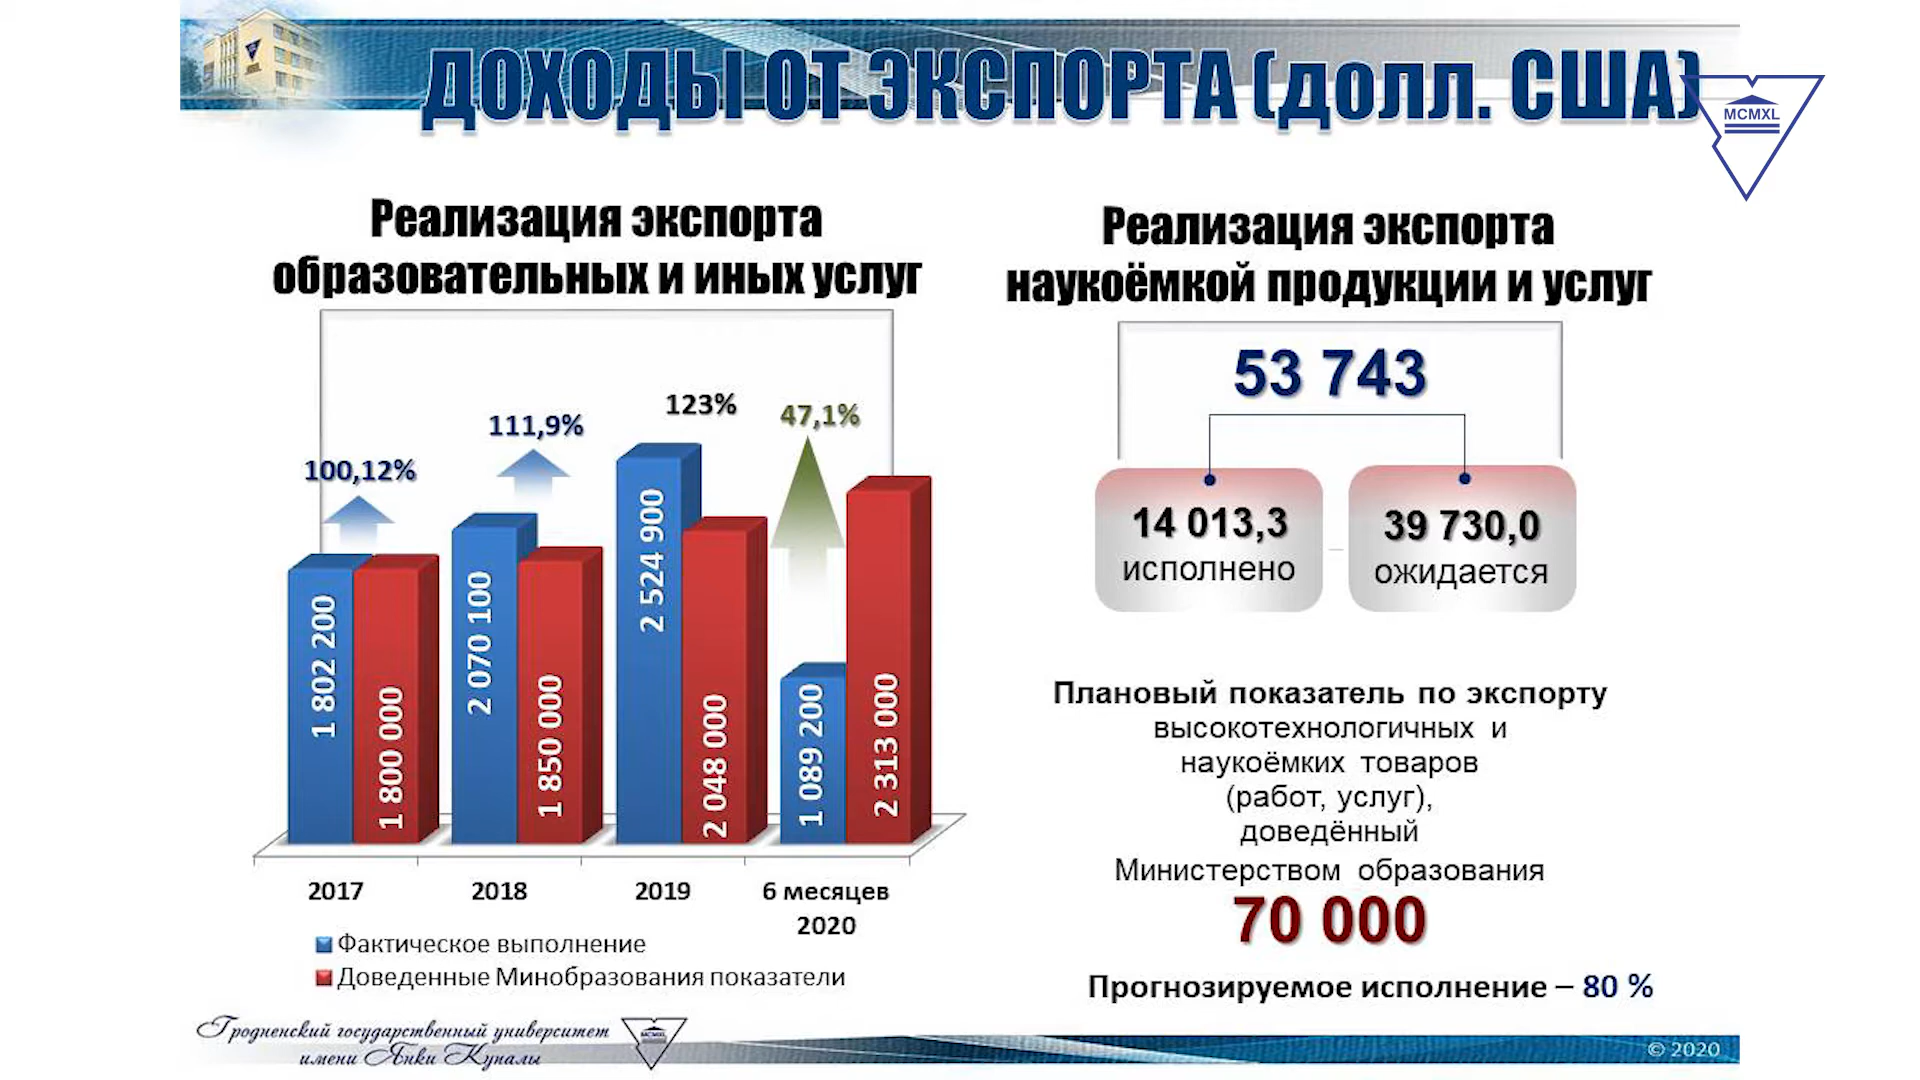 ДОХОДЫ ОТ ЭКСПОРТА (долл. США)
MCMXL
Реализация экспорта
образовательных и иных услуг
100,12%
111,9%
123%
47,1%
1 802 200
1 800 000
2 070 100
1 850 000
2 524 900
2 048 000
1 089 200
2 313 000
2017
2018
2019
6 месяцев
2020
Фактическое выполнение
Доведенные Минобразования показатели
Реализация экспорта
наукоёмкой продукции и услуг
53 743
14 013,3
исполнено
39 730,0
ожидается
Плановый показатель по экспорту
высокотехнологичных и
наукоёмких товаров
(работ, услуг),
доведённый
Министерством образования
70 000
Прогнозируемое исполнение – 80 %
Гродненский государственный университет
имени Янки Купалы
MCMXL
© 2020